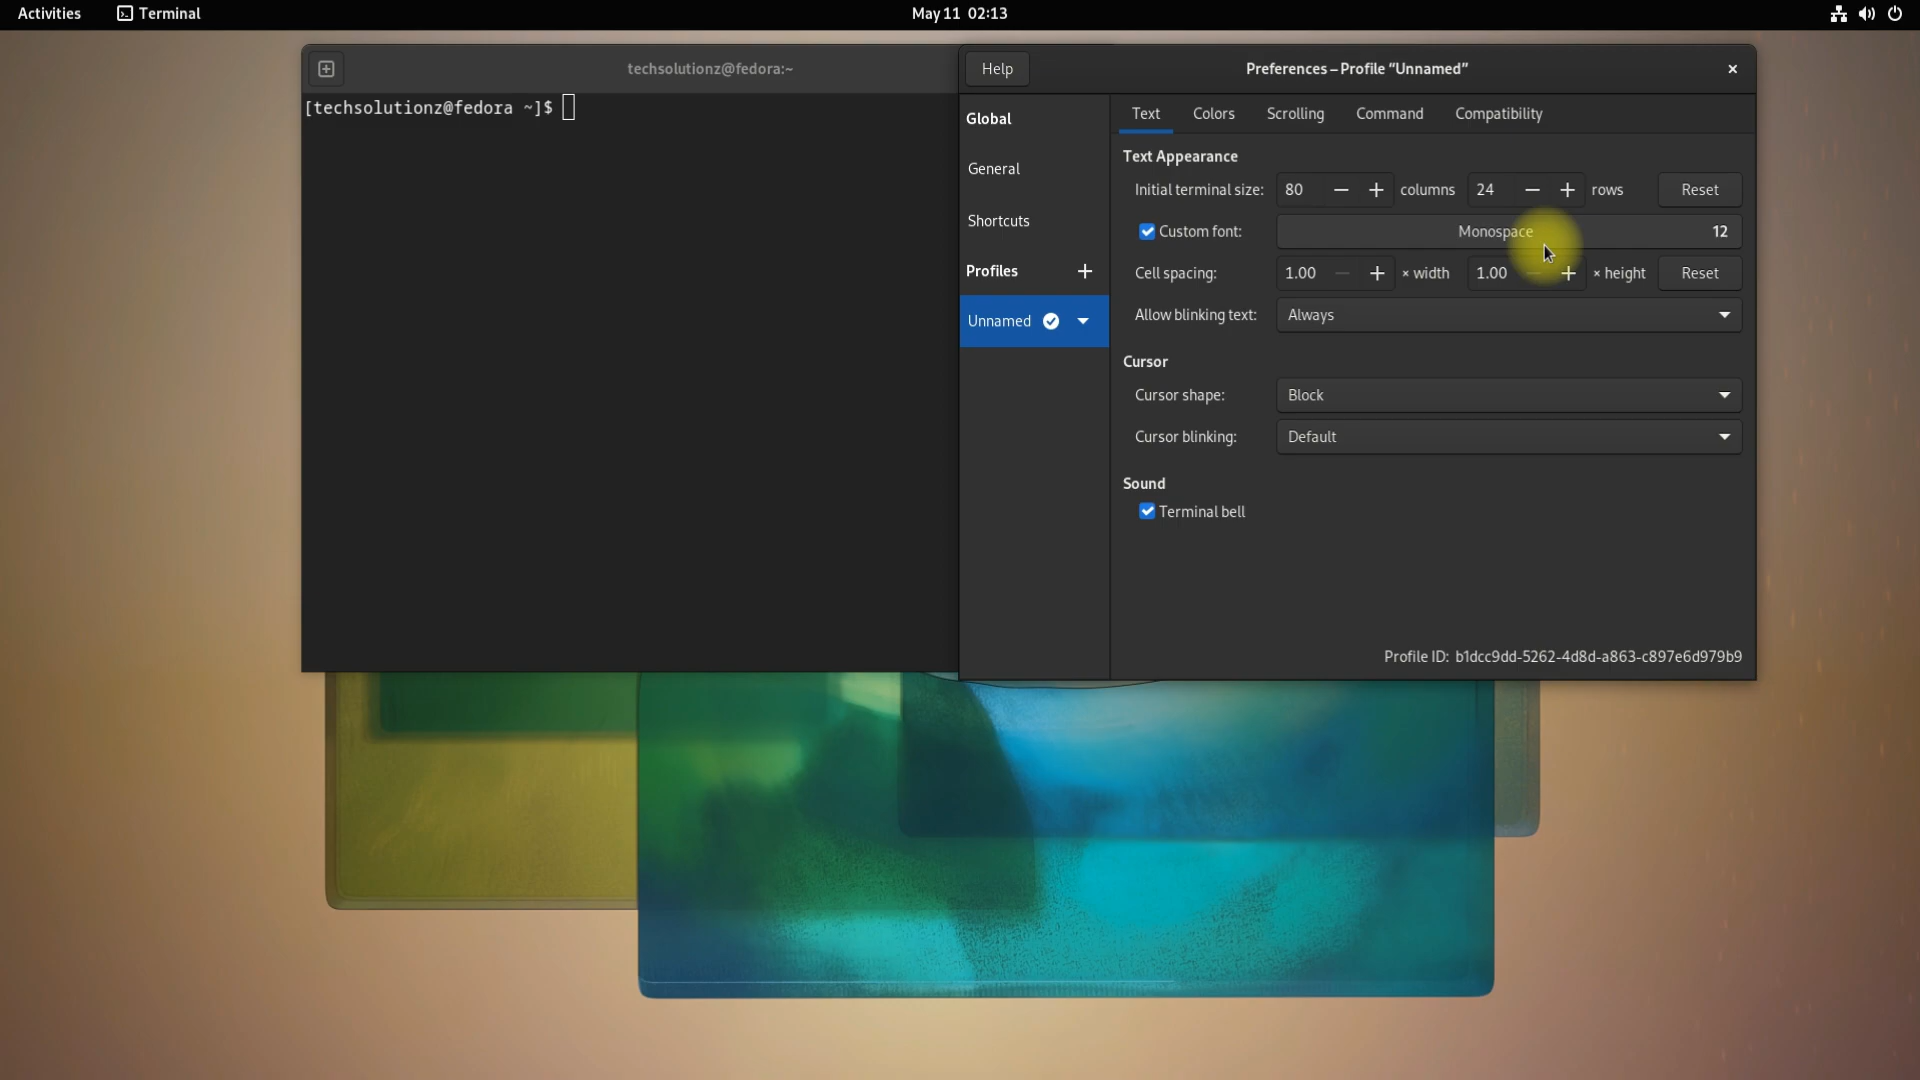 Activities Terminal May 11 02:13
techsolutionz@fedora:~
[techsolutionz@fedora ~]$
Help Preferences – Profile “Unnamed” ×
Global
General
Shortcuts
Profiles +
Unnamed
Text Colors Scrolling Command Compatibility
Text Appearance
Initial terminal size: 80 − + columns 24 − + rows Reset
Custom font: Monospace 12
Cell spacing: 1.00 − + × width 1.00 − + × height Reset
Allow blinking text: Always
Cursor
Cursor shape: Block
Cursor blinking: Default
Sound
Terminal bell
Profile ID: b1dcc9dd-5262-4d8d-a863-c897e6d979b9